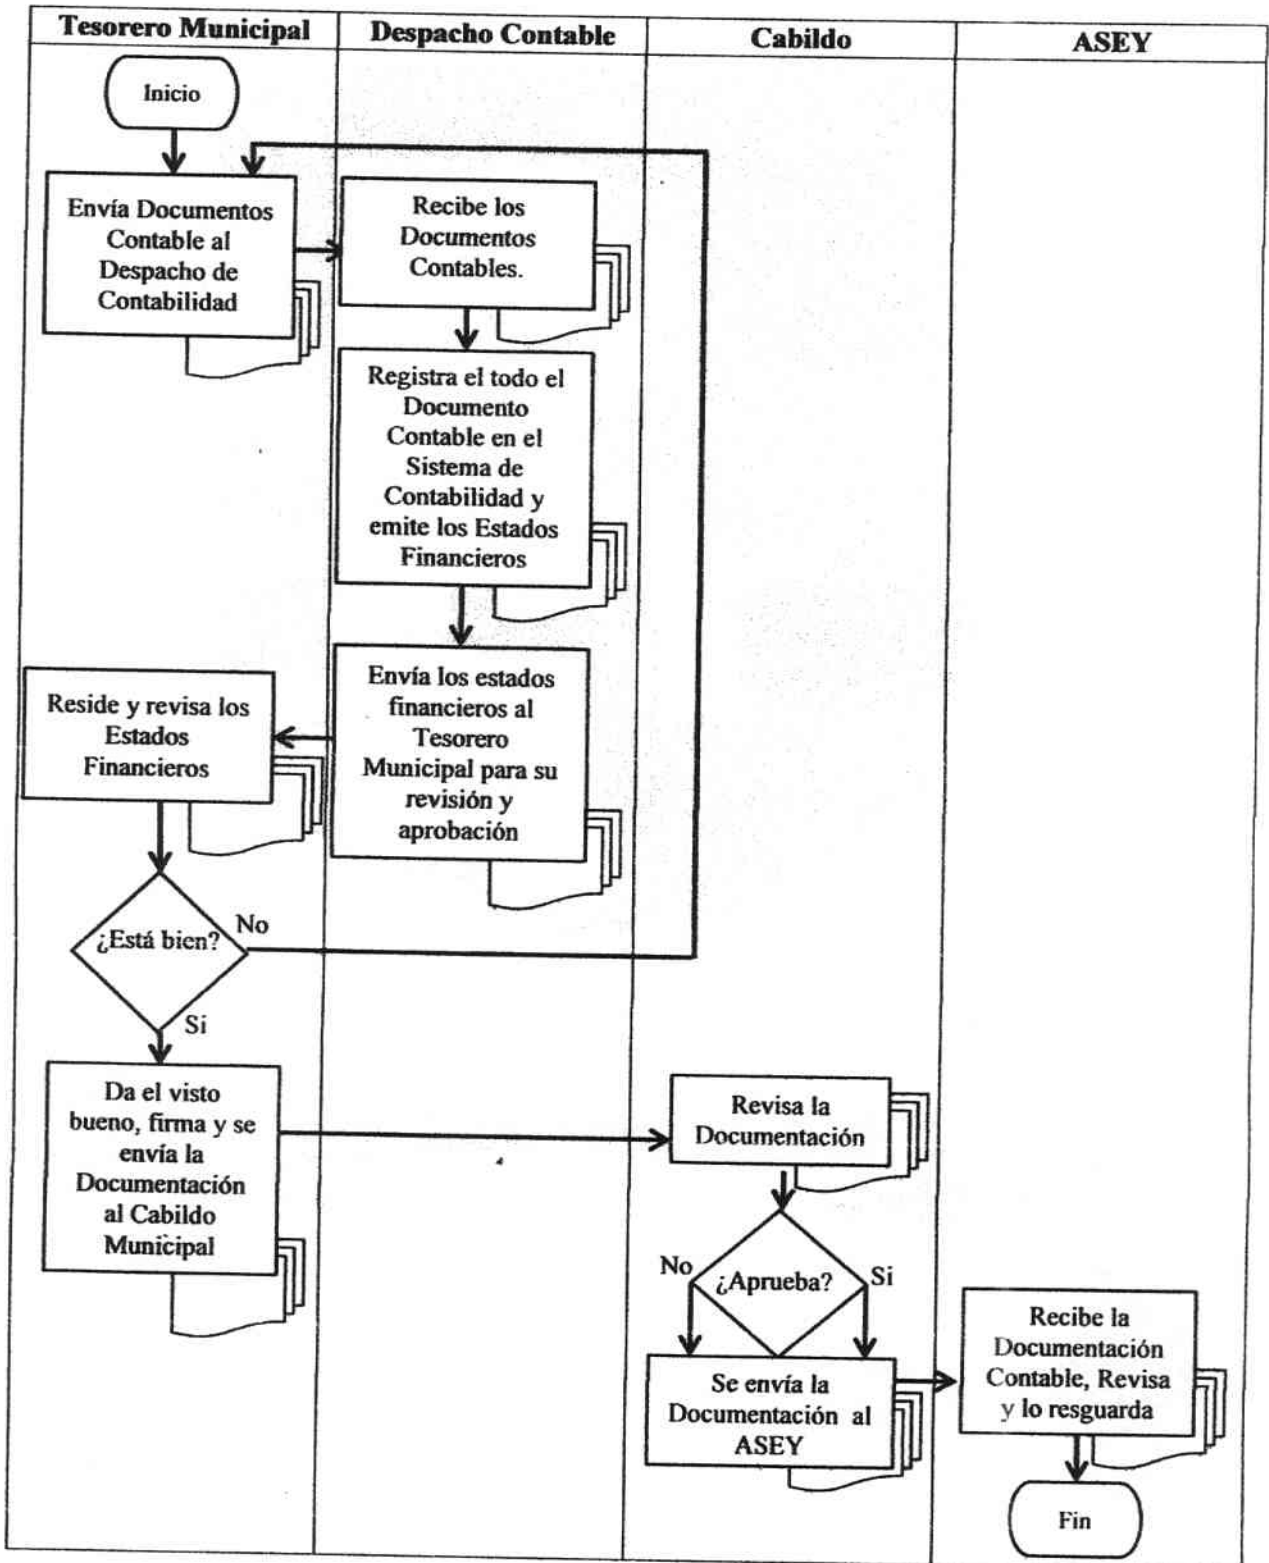 Tesorero Municipal
Despacho Contable
Cabildo
ASEY
Inicio
Envía Documentos
Contable al
Despacho de
Contabilidad
Recibe los
Documentos
Contables.
Registra el todo el
Documento
Contable en el
Sistema de
Contabilidad y
emite los Estados
Financieros
Envía los estados
financieros al
Tesorero
Municipal para su
revisión y
aprobación
Reside y revisa los
Estados
Financieros
¿Está bien?
No
Si
Da el visto
bueno, firma y se
envía la
Documentación
al Cabildo
Municipal
Revisa la
Documentación
¿Aprueba?
No
Si
Se envía la
Documentación al
ASEY
Recibe la
Documentación
Contable, Revisa
y lo resguarda
Fin